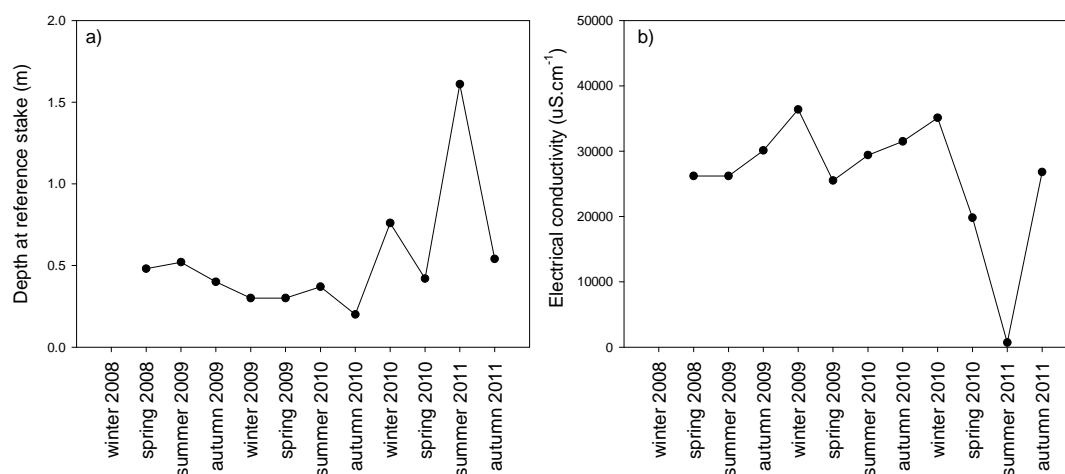 a)
Depth at reference stake (m)
2.0
1.5
1.0
0.5
0.0
winter 2008
spring 2008
summer 2009
autumn 2009
winter 2009
spring 2009
summer 2010
autumn 2010
winter 2010
spring 2010
summer 2011
autumn 2011
b)
Electrical conductivity (uS.cm-1)
50000
40000
30000
20000
10000
0
winter 2008
spring 2008
summer 2009
autumn 2009
winter 2009
spring 2009
summer 2010
autumn 2010
winter 2010
spring 2010
summer 2011
autumn 2011